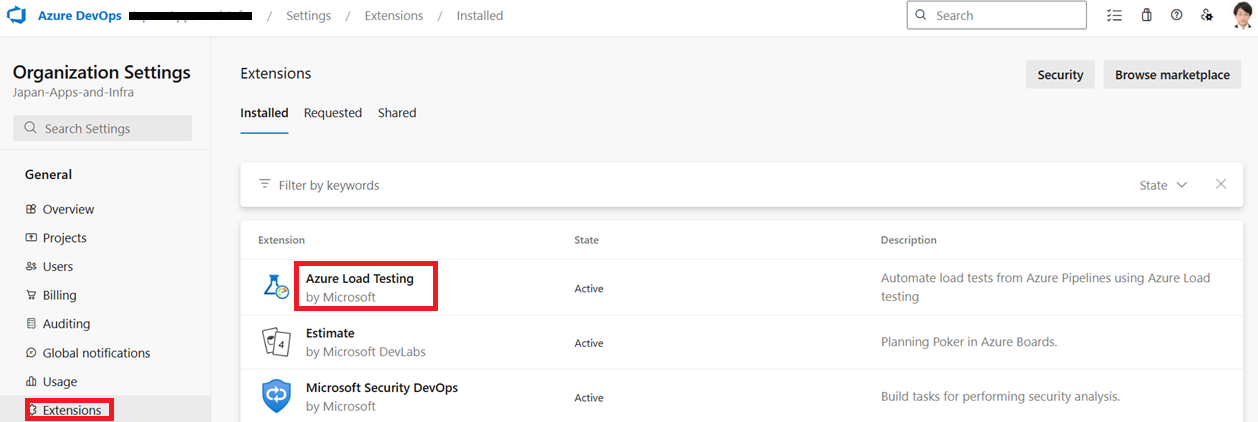 Azure DevOps / Settings / Extensions / Installed
Search
Organization Settings
Japan-Apps-and-Infra
Search Settings
General
Overview
Projects
Users
Billing
Auditing
Global notifications
Usage
Extensions
Extensions
Security
Browse marketplace
Installed Requested Shared
Filter by keywords
State
Extension State Description
Azure Load Testing
by Microsoft
Active
Automate load tests from Azure Pipelines using Azure Load
testing
Estimate
by Microsoft DevLabs
Active
Planning Poker in Azure Boards.
Microsoft Security DevOps
by Microsoft
Active
Build tasks for performing security analysis.